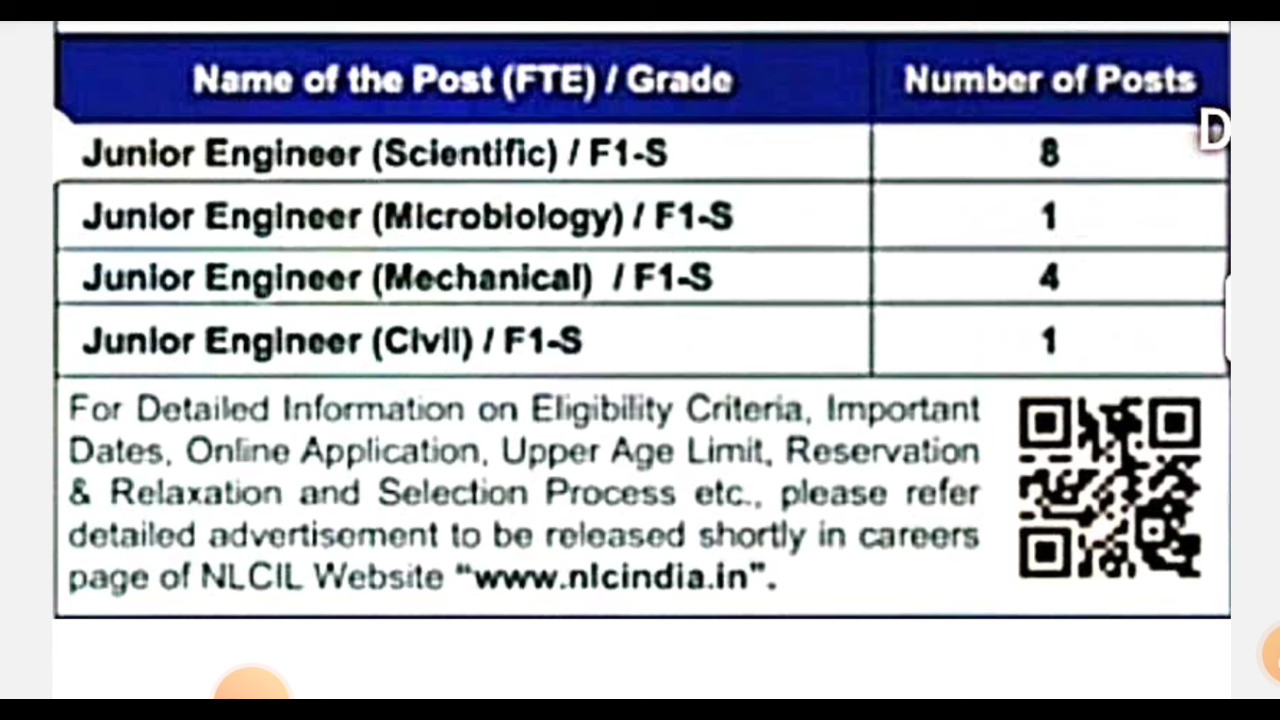 Name of the Post (FTE) / Grade Number of Posts
D
Junior Engineer (Scientific) / F1-S 8
Junior Engineer (Microbiology) / F1-S 1
Junior Engineer (Mechanical) / F1-S 4
Junior Engineer (Civil) / F1-S 1
For Detailed Information on Eligibility Criteria, Important
Dates, Online Application, Upper Age Limit, Reservation
& Relaxation and Selection Process etc., please refer
detailed advertisement to be released shortly in careers
page of NLCIL Website "www.nlcindia.in".